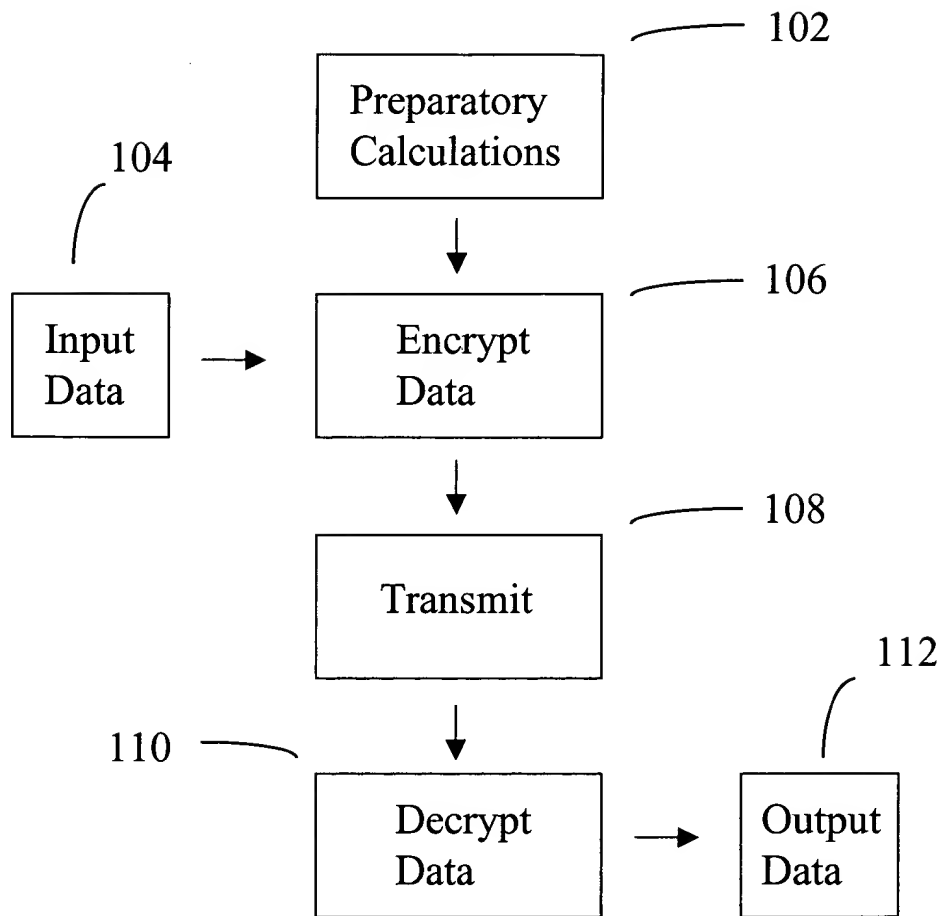 102
Preparatory
Calculations
104
106
Input
Data
Encrypt
Data
108
Transmit
112
110
Decrypt
Data
Output
Data